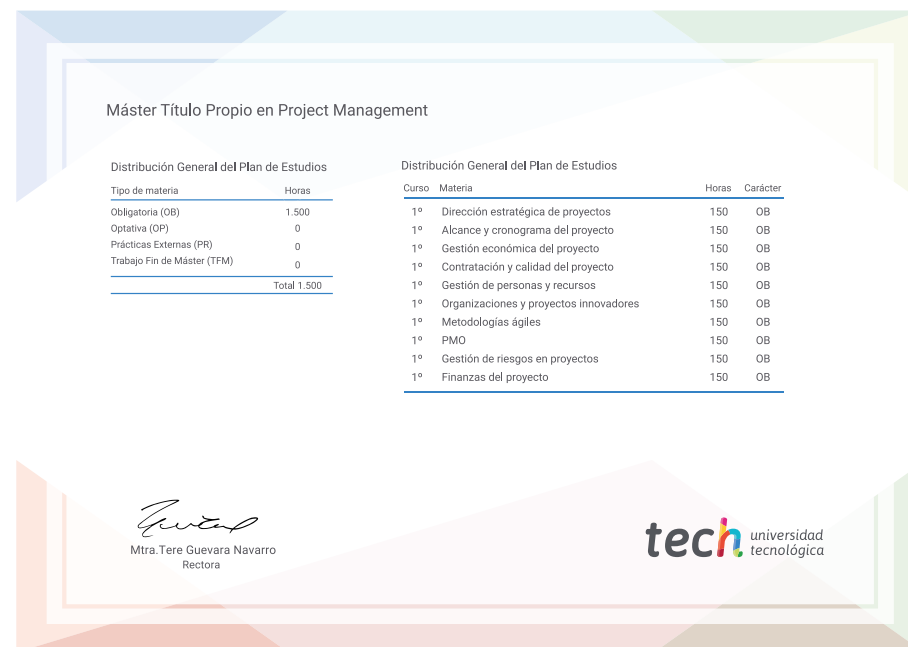 Máster Título Propio en Project Management
Distribución General del Plan de Estudios
Tipo de materia Horas
Obligatoria (OB) 1.500
Optativa (OP) 0
Prácticas Externas (PR) 0
Trabajo Fin de Máster (TFM) 0
Total 1.500
Distribución General del Plan de Estudios
Curso Materia Horas Carácter
1º Dirección estratégica de proyectos 150 OB
1º Alcance y cronograma del proyecto 150 OB
1º Gestión económica del proyecto 150 OB
1º Contratación y calidad del proyecto 150 OB
1º Gestión de personas y recursos 150 OB
1º Organizaciones y proyectos innovadores 150 OB
1º Metodologías ágiles 150 OB
1º PMO 150 OB
1º Gestión de riesgos en proyectos 150 OB
1º Finanzas del proyecto 150 OB
Mtra.Tere Guevara Navarro
Rectora
tech universidad
tecnológica